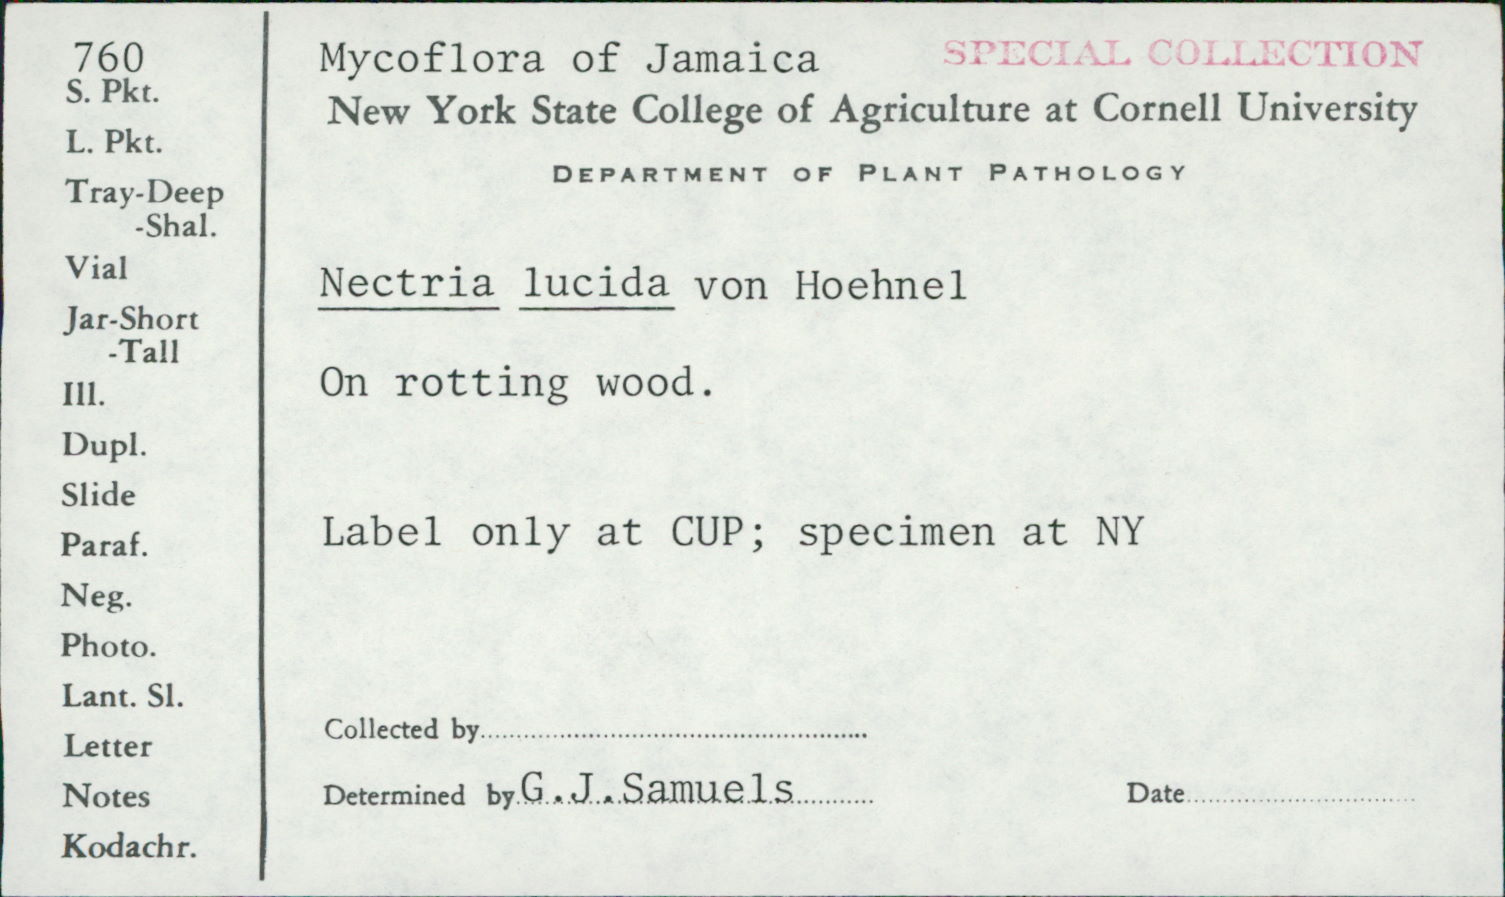 760
S. Pkt.
L. Pkt.
Tray-Deep
-Shal.
Vial
Jar-Short
-Tall
Ill.
Dupl.
Slide
Paraf.
Neg.
Photo.
Lant. Sl.
Letter
Notes
Kodachr.
Mycoflora of Jamaica SPECIAL COLLECTION
New York State College of Agriculture at Cornell University
DEPARTMENT OF PLANT PATHOLOGY
Nectria lucida von Hoehnel
On rotting wood.
Label only at CUP; specimen at NY
Collected by
Determined by G.J.Samuels Date